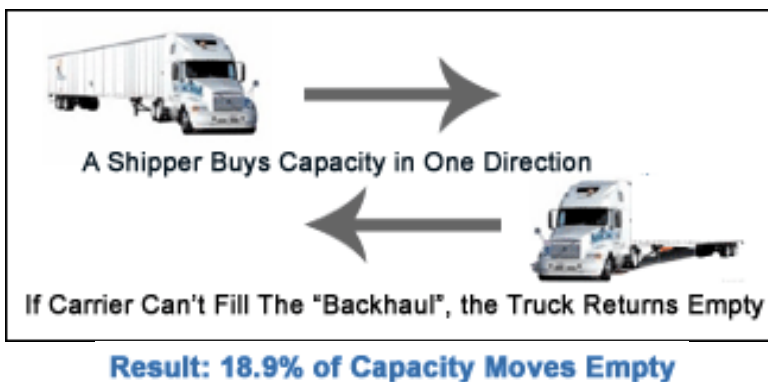 A Shipper Buys Capacity in One Direction
If Carrier Can't Fill The "Backhaul", the Truck Returns Empty
Result: 18.9% of Capacity Moves Empty